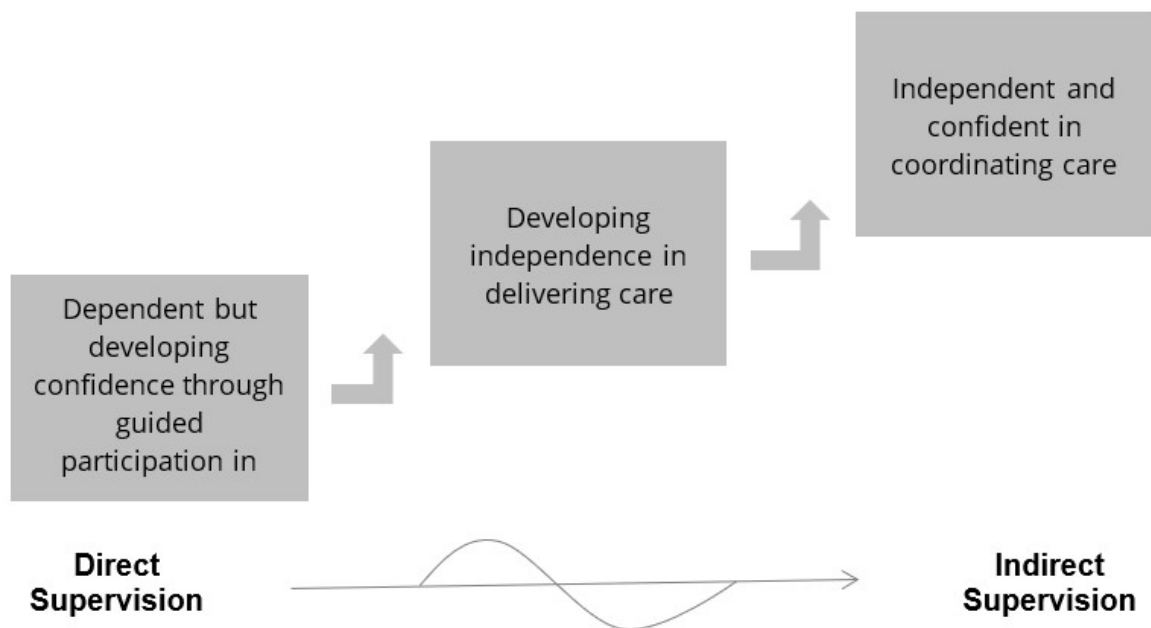 Independent and
confident in
coordinating care
Developing
independence in
delivering care
Dependent but
developing
confidence through
guided
participation in
Direct
Supervision
Indirect
Supervision